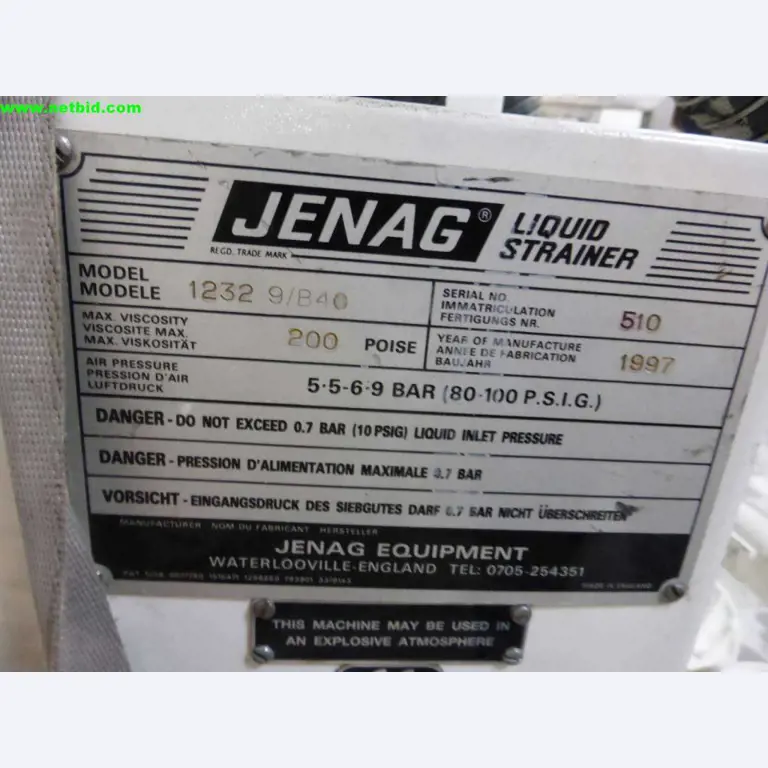 www.netbid.com
JENAG®
LIQUID
STRAINER
REGD. TRADE MARK
MODEL
MODELE
1232 9/B40
SERIAL NO.
IMMATRICULATION
FERTIGUNGS NR.
510
MAX. VISCOSITY
VISCOSITE MAX.
MAX. VISKOSITÄT
200 POISE
YEAR OF MANUFACTURE
ANNEE DE FABRICATION
BAUJAHR
1997
AIR PRESSURE
PRESSION D'AIR
LUFTDRUCK
5·5-6·9 BAR (80-100 P.S.I.G.)
DANGER - DO NOT EXCEED 0.7 BAR (10 PSIG) LIQUID INLET PRESSURE
DANGER - PRESSION D'ALIMENTATION MAXIMALE 0.7 BAR
VORSICHT - EINGANGSDRUCK DES SIEBGUTES DARF 0.7 BAR NICHT ÜBERSCHREITEN
MANUFACTURER NOM DU FABRICANT HERSTELLER
JENAG EQUIPMENT
WATERLOOVILLE-ENGLAND TEL: 0705-254351
MADE IN ENGLAND
THIS MACHINE MAY BE USED IN
AN EXPLOSIVE ATMOSPHERE